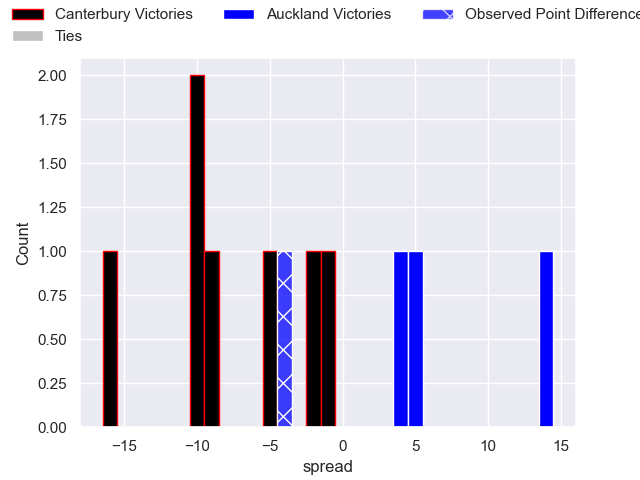 Canterbury Victories Auckland Victories Observed Point Difference
Ties
2.00
1.75
1.50
1.25
1.00
0.75
0.50
0.25
0.00
Count
−15 −10 −5 0 5 10 15
spread